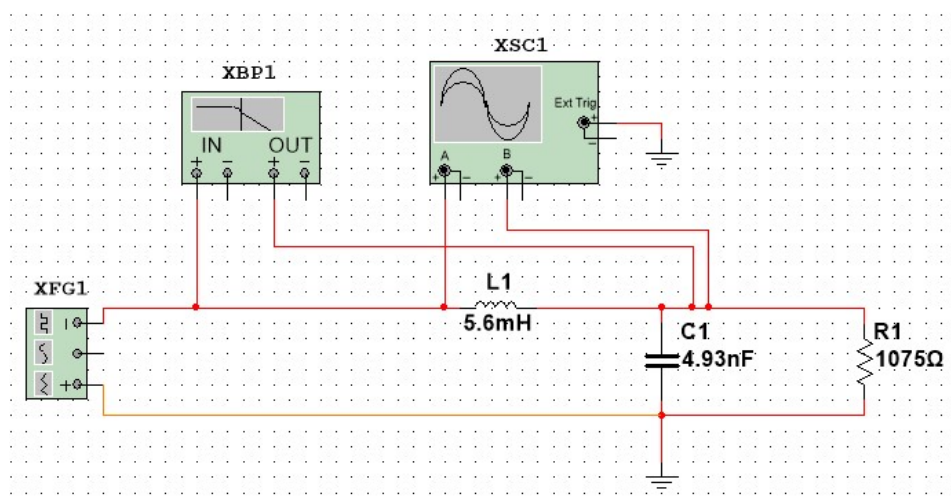 XSC1
XBP1
Ext Trig
+
-
IN
OUT
+ - + -
A
B
+ - + -
XFG1
L1
5.6mH
C1
4.93nF
R1
1075Ω
+